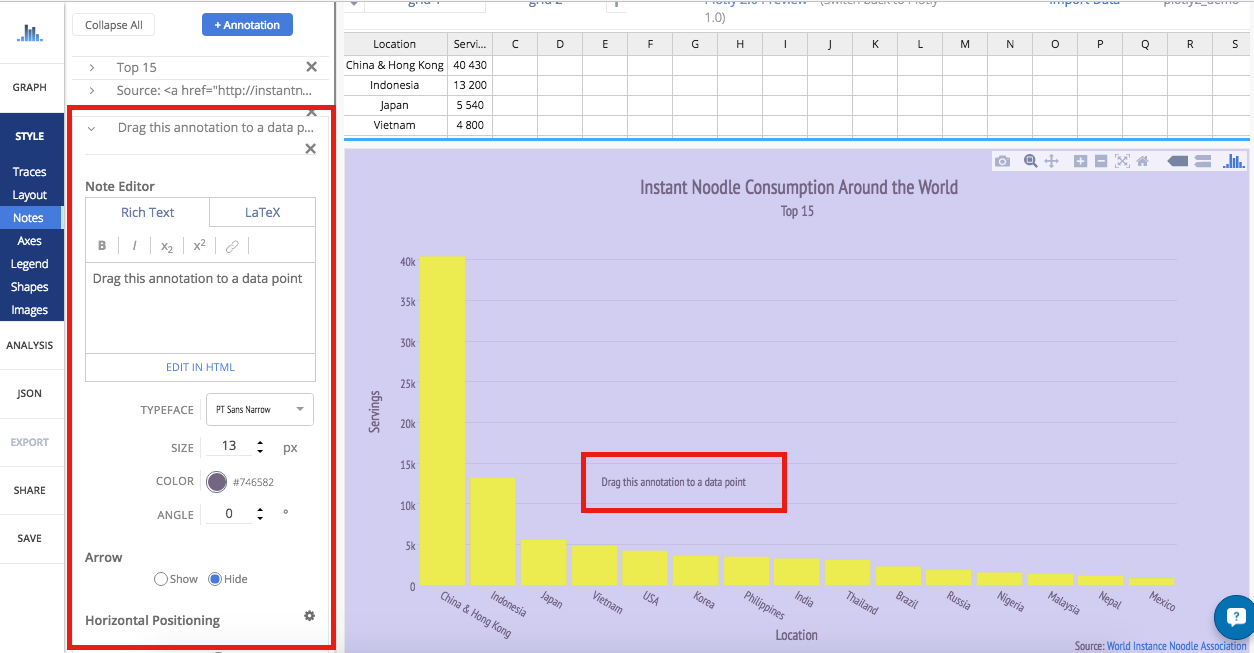 Collapse All
+ Annotation
Top 15
Source: <a href="http://instantn...
Drag this annotation to a data p...
Note Editor
Rich Text
LaTeX
B
I
x2
x2
Drag this annotation to a data point
EDIT IN HTML
TYPEFACE
PT Sans Narrow
SIZE
13
px
COLOR
#746582
ANGLE
0
°
Arrow
Show
Hide
Horizontal Positioning
GRAPH
STYLE
Traces
Layout
Notes
Axes
Legend
Shapes
Images
ANALYSIS
JSON
EXPORT
SHARE
SAVE
Plotly 2.0 Preview (Switch back to Plotly
1.0)
Import Data
plotly2_demo
Location Servi... C D E F G H I J K L M N O P Q R S
China & Hong Kong 40 430
Indonesia 13 200
Japan 5 540
Vietnam 4 800
Instant Noodle Consumption Around the World
Top 15
40k
35k
30k
25k
20k
15k
10k
5k
0
Servings
Drag this annotation to a data point
China & Hong Kong
Indonesia
Japan
Vietnam
USA
Korea
Philippines
India
Thailand
Brazil
Russia
Nigeria
Malaysia
Nepal
Mexico
Location
Source: World Instance Noodle Association
?